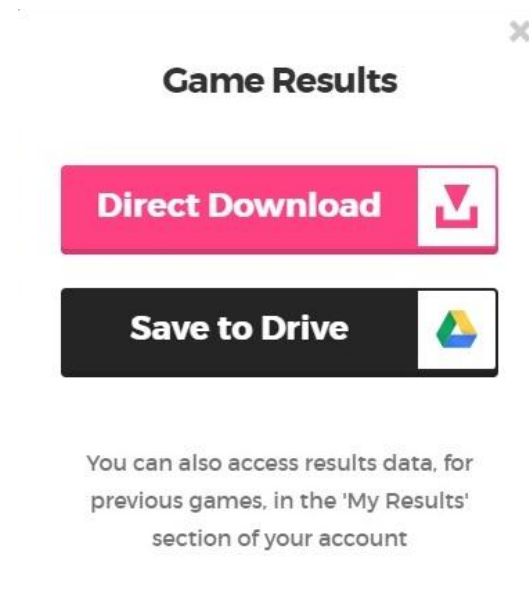 Game Results
Direct Download
Save to Drive
You can also access results data, for
previous games, in the 'My Results'
section of your account